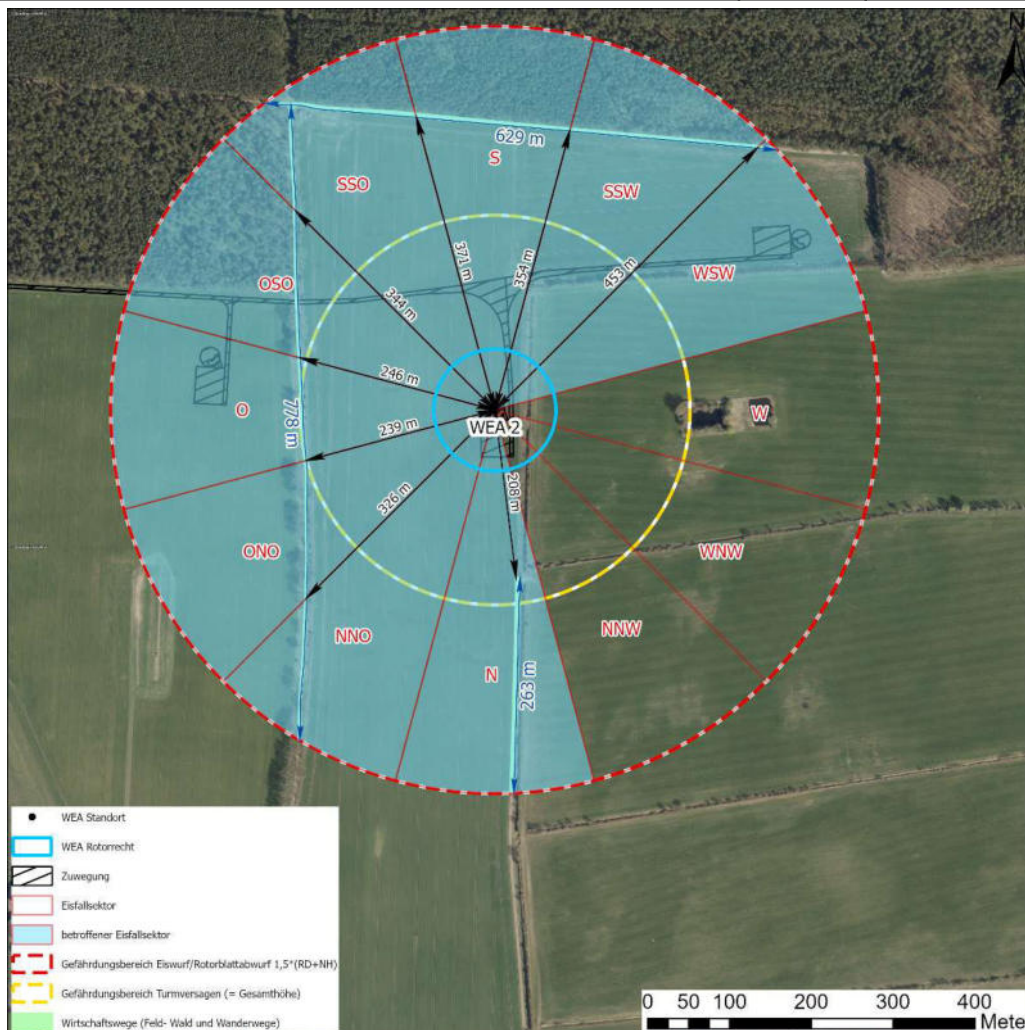 N
629 m
S
SSO
SSW
371 m
354 m
453 m
WSW
OSO
344 m
246 m
O
778 m
239 m
WEA 2
W
326 m
208 m
ONO
WNW
NNO
NNW
N
263 m
WEA Standort
WEA Rotorrecht
Zuwegung
Eisfallsektor
betroffener Eisfallsektor
Gefährdungsbereich Eiswurf/Rotorblattabwurf 1,5*(RD+NH)
Gefährdungsbereich Turmversagen (= Gesamthöhe)
Wirtschaftswege (Feld- Wald und Wanderwege)
0 50 100 200 300 400
Mete